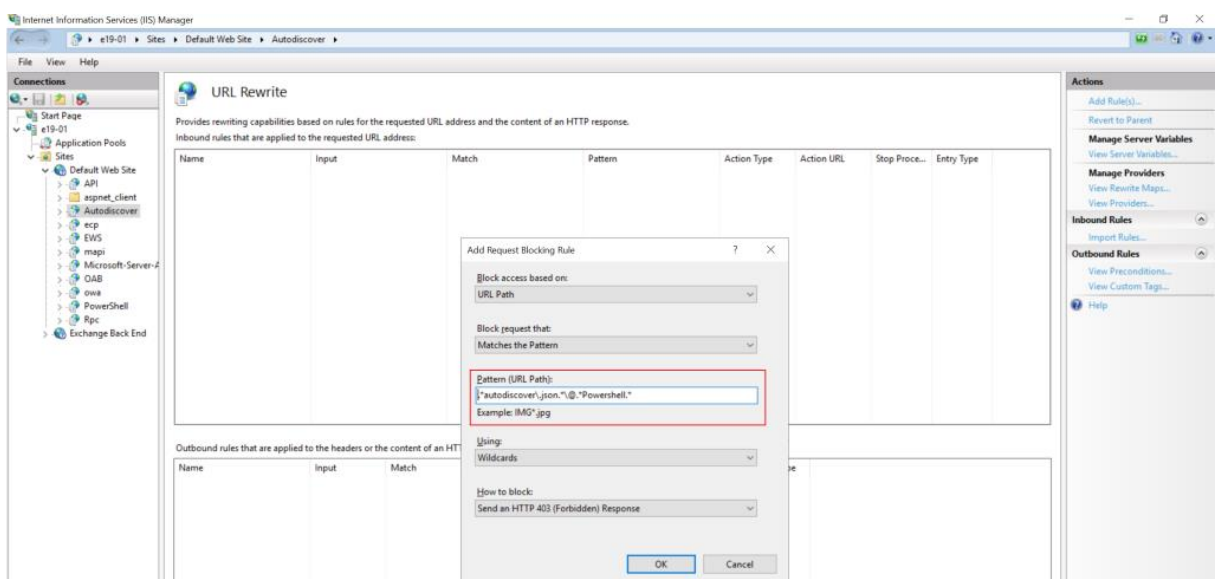 Internet Information Services (IIS) Manager
e19-01 Sites Default Web Site Autodiscover
File View Help
Connections
Start Page
e19-01
Application Pools
Sites
Default Web Site
API
aspnet_client
Autodiscover
ecp
EWS
mapi
Microsoft-Server-A
OAB
owa
PowerShell
Rpc
Exchange Back End
URL Rewrite
Provides rewriting capabilities based on rules for the requested URL address and the content of an HTTP response.
Inbound rules that are applied to the requested URL address:
Name Input Match Pattern Action Type Action URL Stop Proce... Entry Type
Add Request Blocking Rule ?
Block access based on:
URL Path
Block request that:
Matches the Pattern
Pattern (URL Path):
.*autodiscover\.json.*\@.*Powershell.*
Example: IMG*.jpg
Using:
Wildcards
How to block:
Send an HTTP 403 (Forbidden) Response
OK Cancel
Outbound rules that are applied to the headers or the content of an HT
Name Input Match
Actions
Add Rule(s)...
Revert to Parent
Manage Server Variables
View Server Variables...
Manage Providers
View Rewrite Maps...
View Providers...
Inbound Rules
Import Rules...
Outbound Rules
View Preconditions...
View Custom Tags...
Help